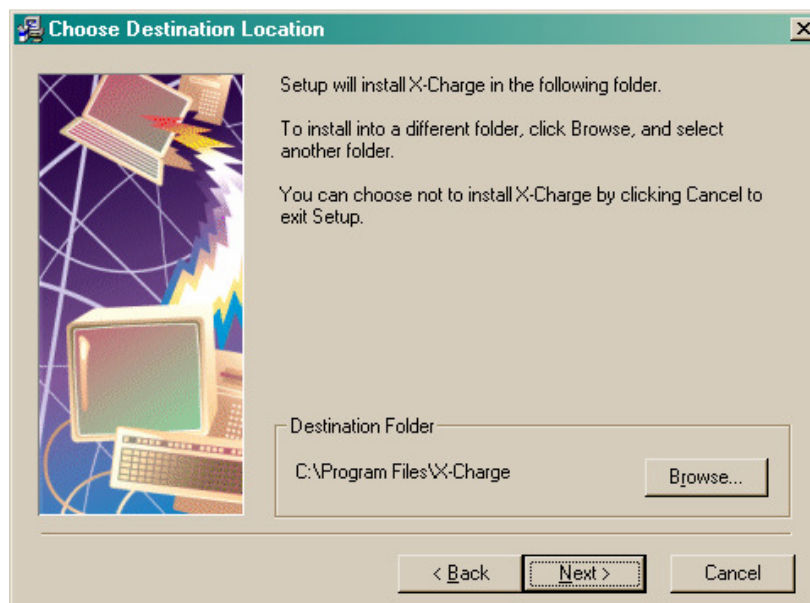 Choose Destination Location
Setup will install X-Charge in the following folder.
To install into a different folder, click Browse, and select
another folder.
You can choose not to install X-Charge by clicking Cancel to
exit Setup.
Destination Folder
C:\Program Files\X-Charge
Browse...
< Back
Next >
Cancel